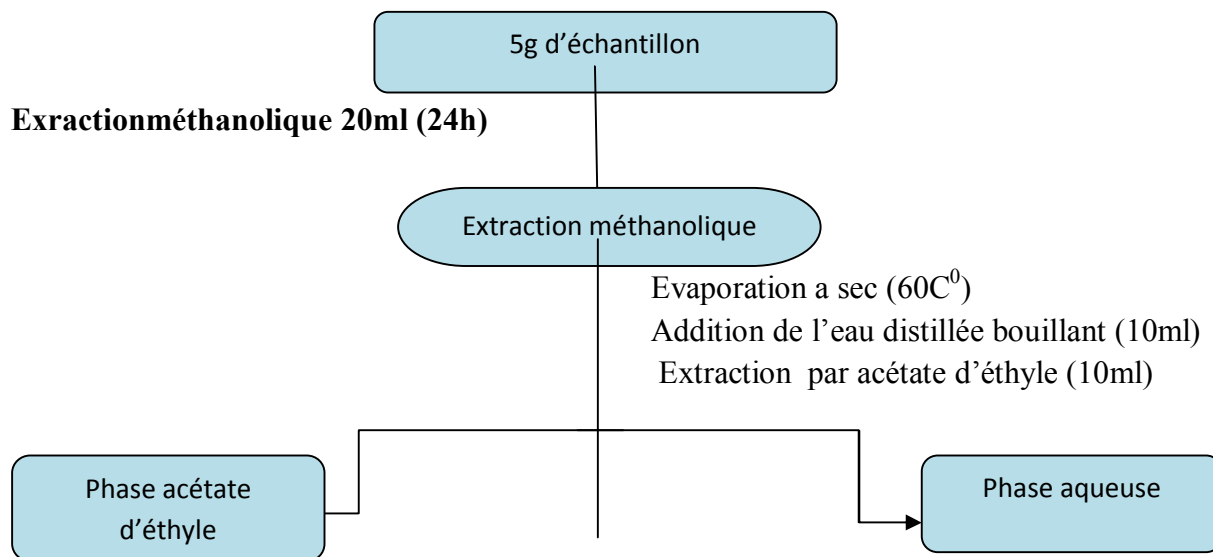 5g d’échantillon
Exractionméthanolique 20ml (24h)
Extraction méthanolique
Evaporation a sec (60C⁰)
Addition de l’eau distillée bouillant (10ml)
Extraction par acétate d’éthyle (10ml)
Phase acétate
d’éthyle
Phase aqueuse